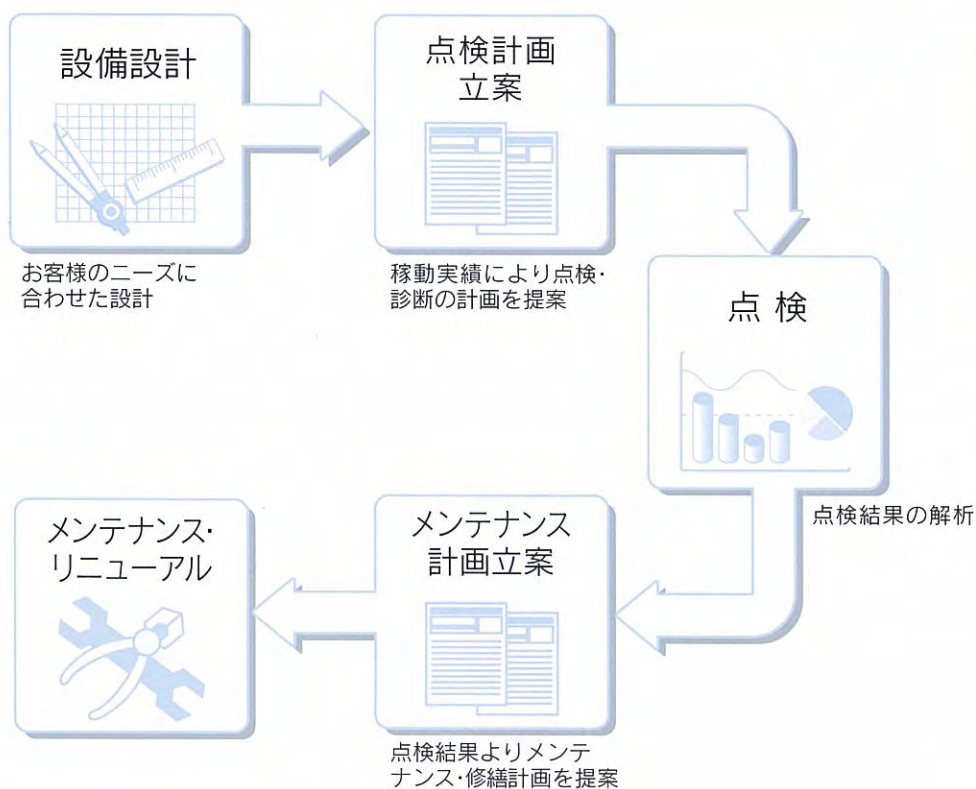 設備設計
お客様のニーズに
合わせた設計
点検計画
立案
稼動実績により点検・
診断の計画を提案
点 検
点検結果の解析
メンテナンス
計画立案
点検結果よりメンテ
ナンス・修繕計画を提案
メンテナンス・
リニューアル